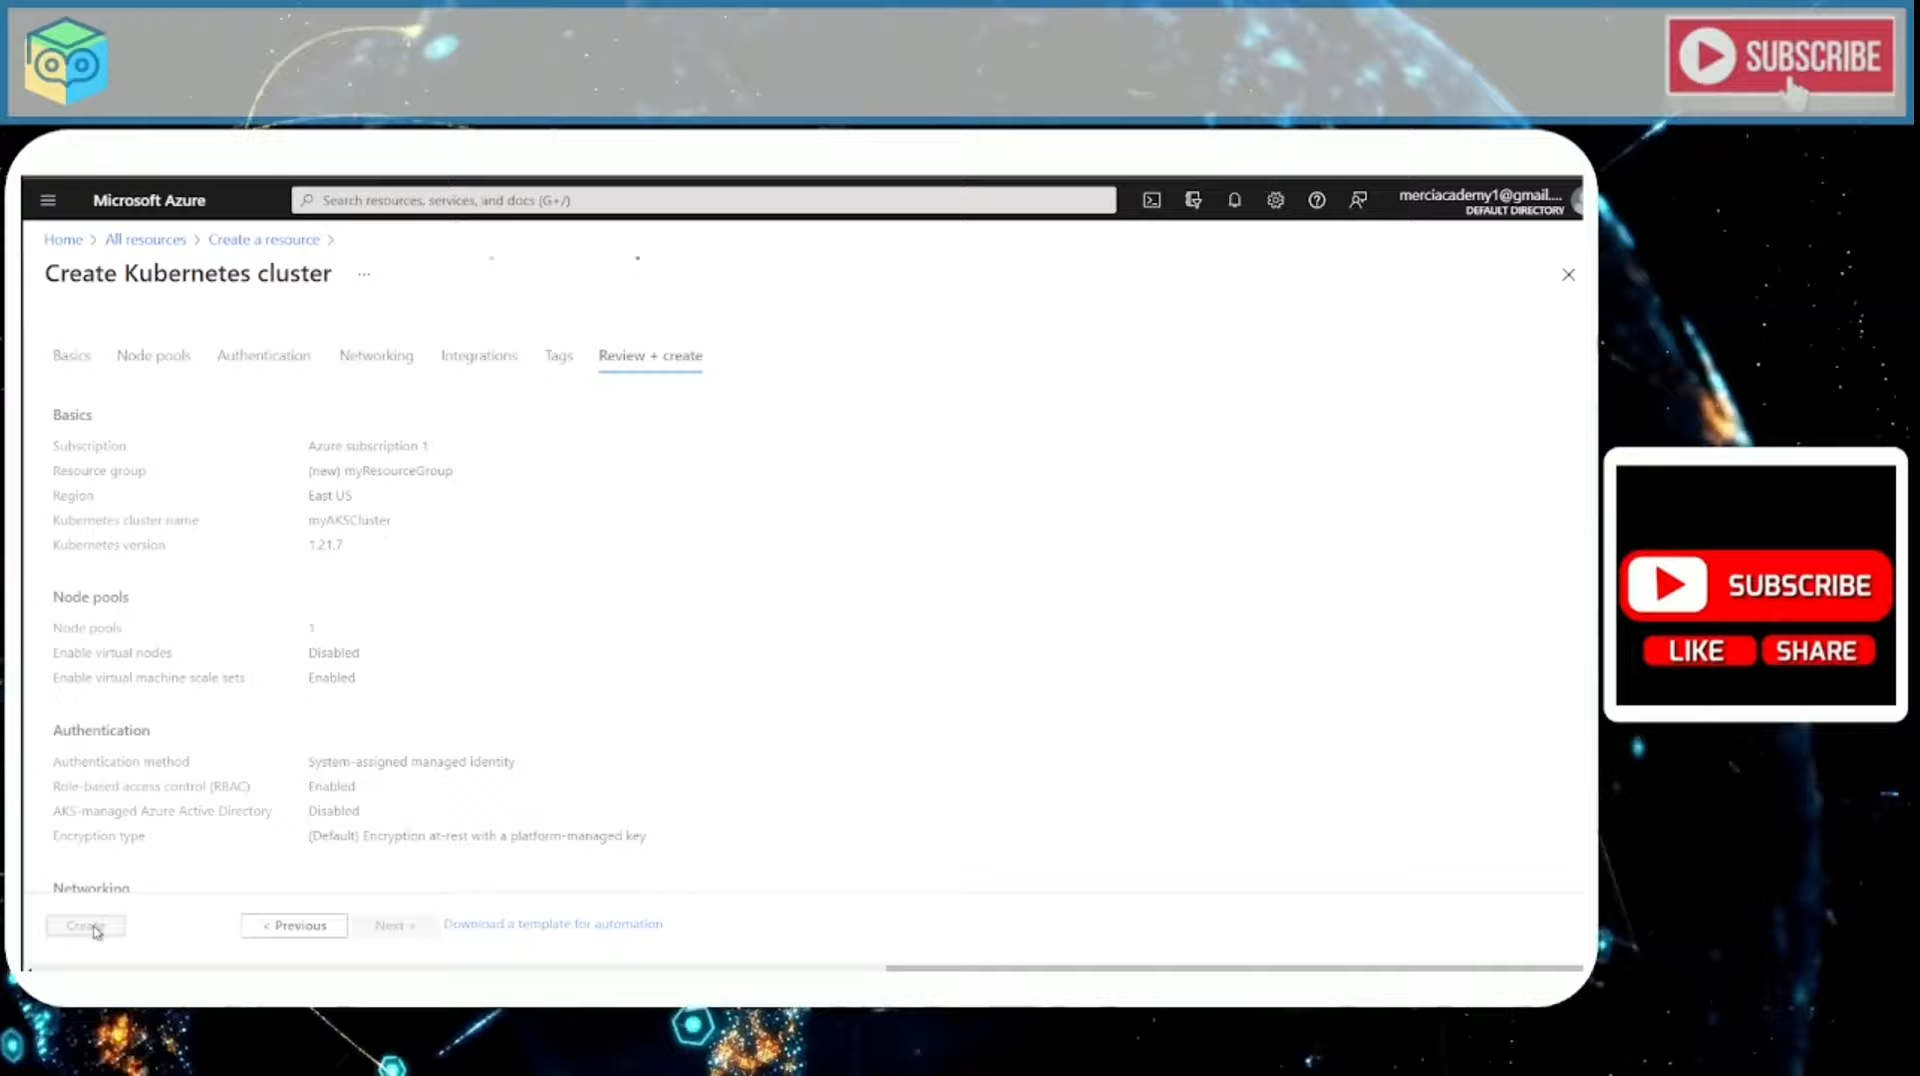 SUBSCRIBE
Microsoft Azure
Search resources, services, and docs (G+/)
merciacademy1@gmail....
DEFAULT DIRECTORY
Home > All resources > Create a resource >
Create Kubernetes cluster ...
Basics Node pools Authentication Networking Integrations Tags Review + create
Basics
Subscription Azure subscription 1
Resource group (new) myResourceGroup
Region East US
Kubernetes cluster name myAKSCluster
Kubernetes version 1.21.7
Node pools
Node pools 1
Enable virtual nodes Disabled
Enable virtual machine scale sets Enabled
Authentication
Authentication method System-assigned managed identity
Role-based access control (RBAC) Enabled
AKS-managed Azure Active Directory Disabled
Encryption type (Default) Encryption at-rest with a platform-managed key
Networking
Create < Previous Next > Download a template for automation
SUBSCRIBE
LIKE SHARE